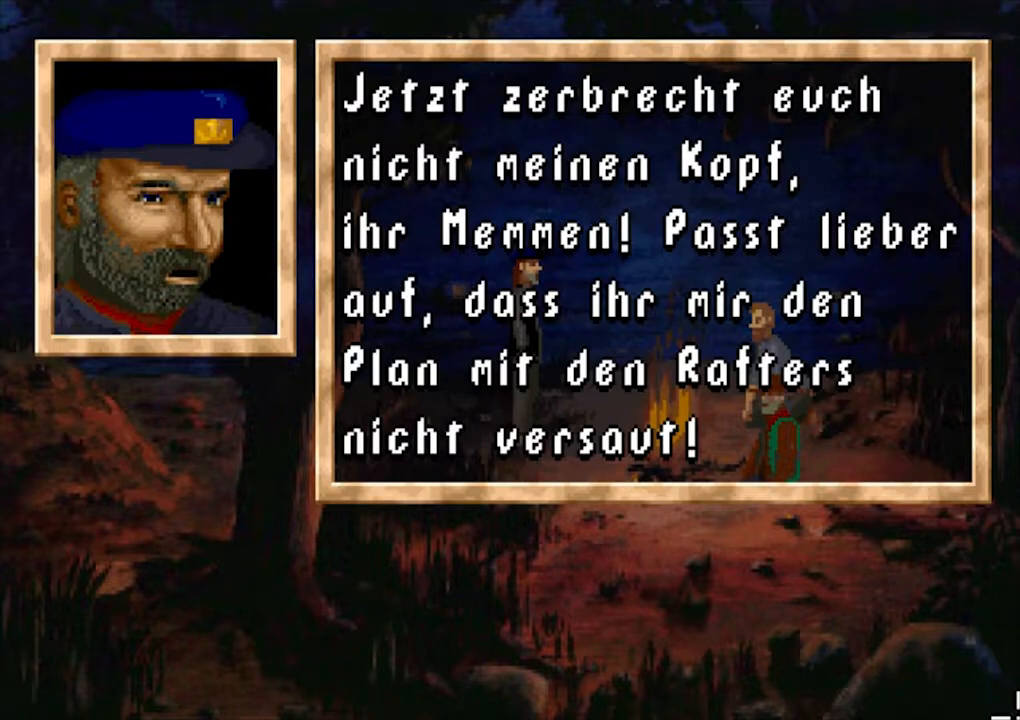 Jetzt zerbrecht euch
nicht meinen Kopf,
ihr Memmen! Passt lieber
auf, dass ihr mir den
Plan mit den Rafters
nicht versaut!